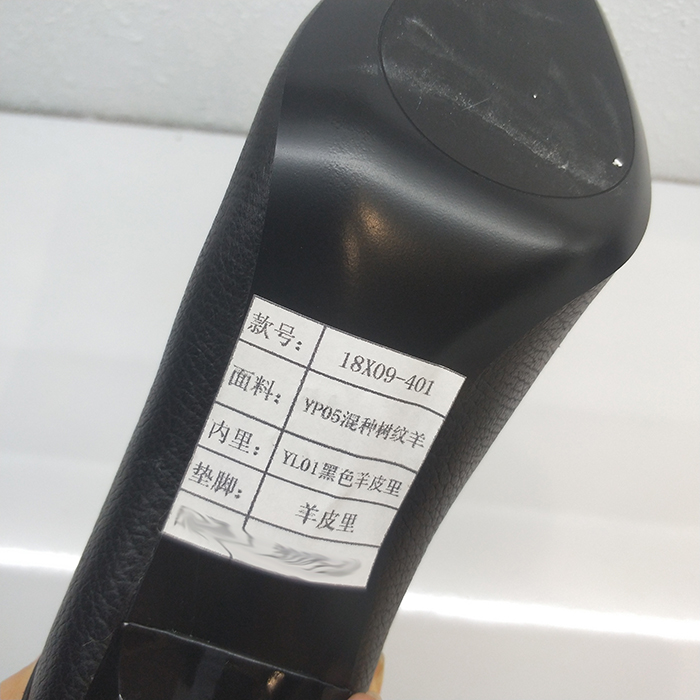 款号： 18X09-401
面料： YP05混种树纹羊
内里： YL01黑色羊皮里
垫脚： 羊皮里